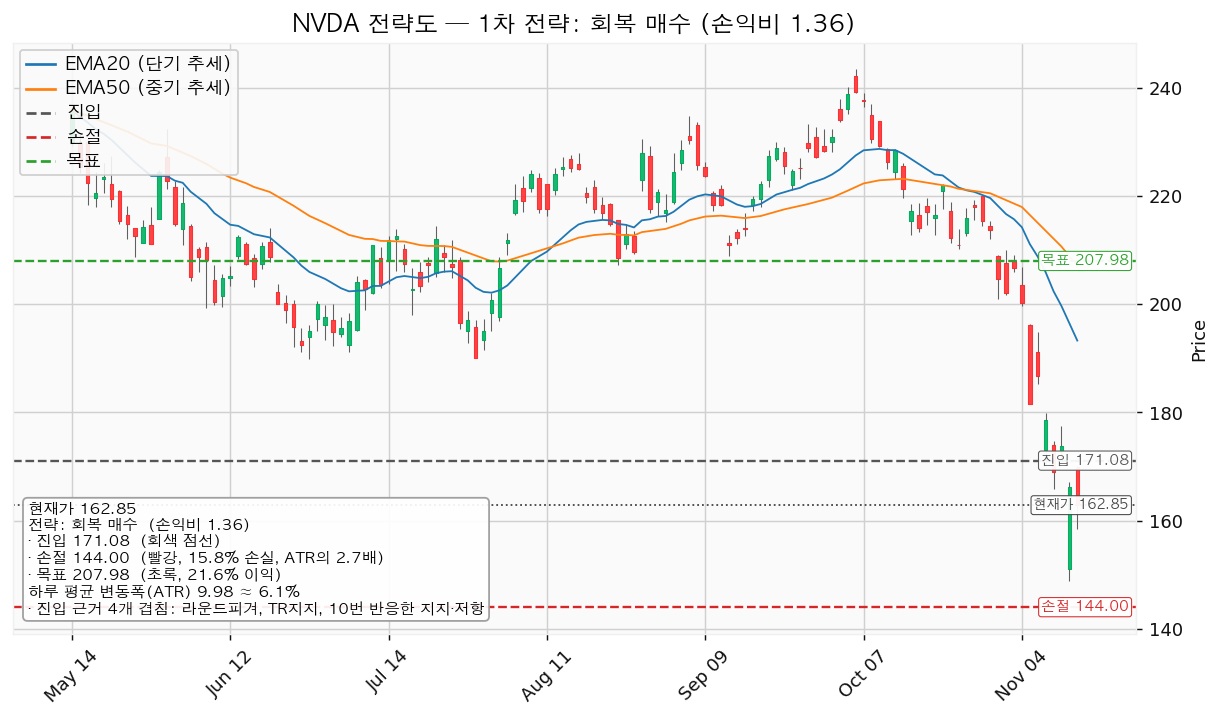 NVDA 전략도 — 1차 전략: 회복 매수 (손익비 1.36)
EMA20 (단기 추세)
EMA50 (중기 추세)
진입
손절
목표
240
220
200
180
160
140
Price
목표 207.98
진입 171.08
현재가 162.85
손절 144.00
현재가 162.85
전략: 회복 매수 (손익비 1.36)
· 진입 171.08 (회색 점선)
· 손절 144.00 (빨강, 15.8% 손실, ATR의 2.7배)
· 목표 207.98 (초록, 21.6% 이익)
하루 평균 변동폭(ATR) 9.98 ≈ 6.1%
· 진입 근거 4개 겹침: 라운드피겨, TR지지, 10번 반응한 지지·저항
May 14
Jun 12
Jul 14
Aug 11
Sep 09
Oct 07
Nov 04